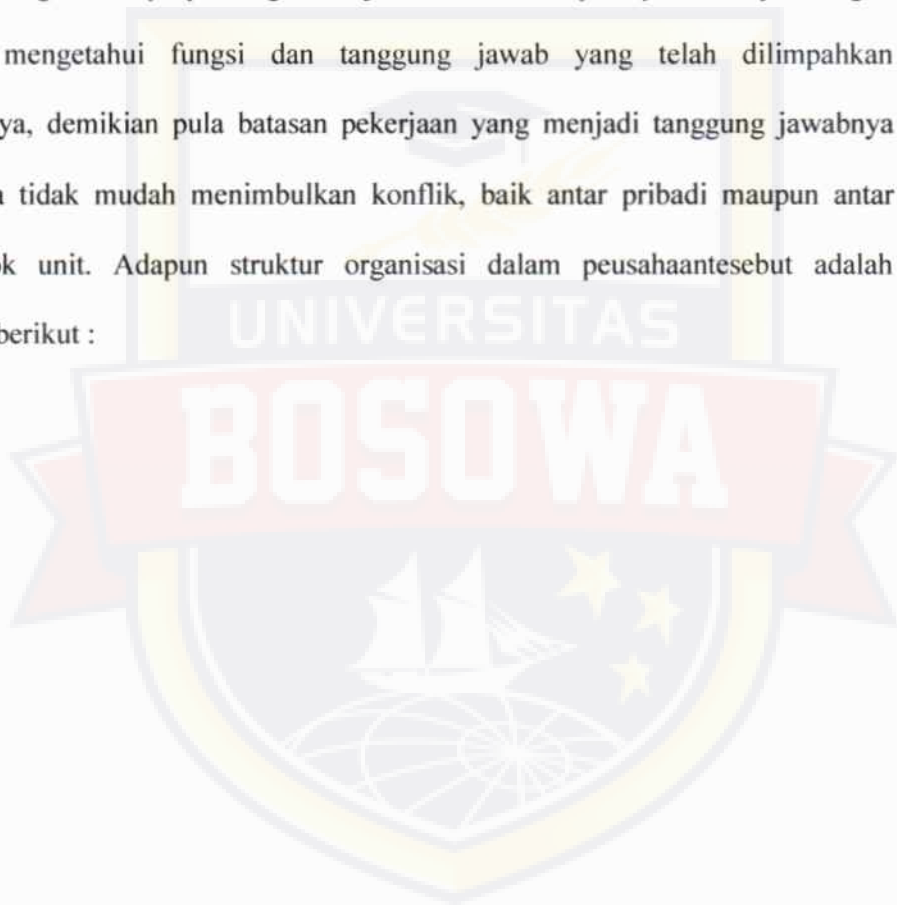 mengetahui fungsi dan tanggung jawab yang telah dilimpahkan
ya, demikian pula batasan pekerjaan yang menjadi tanggung jawabnya
tidak mudah menimbulkan konflik, baik antar pribadi maupun antar
unit. Adapun struktur organisasi dalam peusahaantesebut adalah
berikut :
UNIVERSITAS
BOSOWA